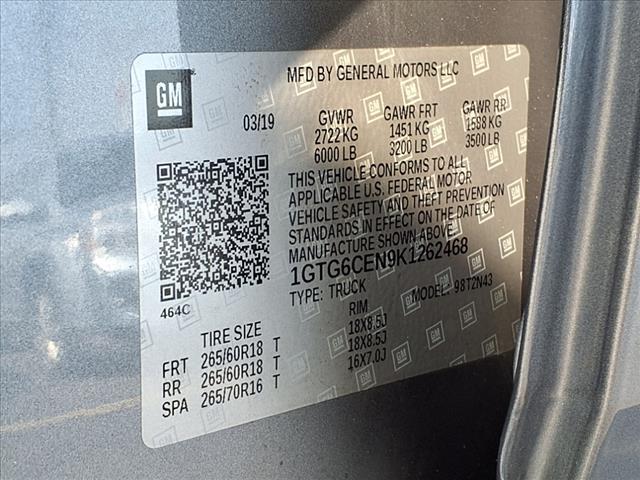 GM
MFD BY GENERAL MOTORS LLC
03/19 GVWR GAWR FRT GAWR RR
2722 KG 1451 KG 1588 KG
6000 LB 3200 LB 3500 LB
THIS VEHICLE CONFORMS TO ALL
APPLICABLE U.S. FEDERAL MOTOR
VEHICLE SAFETY AND THEFT PREVENTION
STANDARDS IN EFFECT ON THE DATE OF
MANUFACTURE SHOWN ABOVE.
1GTG6CEN9K1262468
464C TYPE: TRUCK MODEL: 98T2N43
TIRE SIZE RIM
FRT 265/60R18 T 18X8.5J
RR 265/60R18 T 18X8.5J
SPA 265/70R16 T 16X7.0J